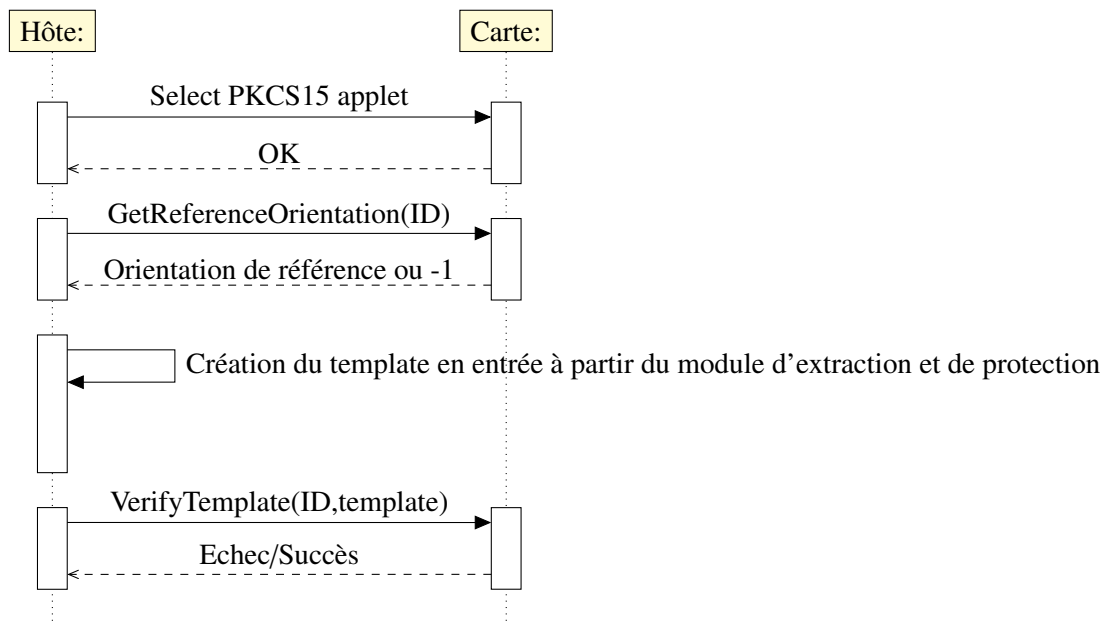 Hôte:
Carte:
Select PKCS15 applet
OK
GetReferenceOrientation(ID)
Orientation de référence ou -1
Création du template en entrée à partir du module d'extraction et de protection
VerifyTemplate(ID,template)
Echec/Succès